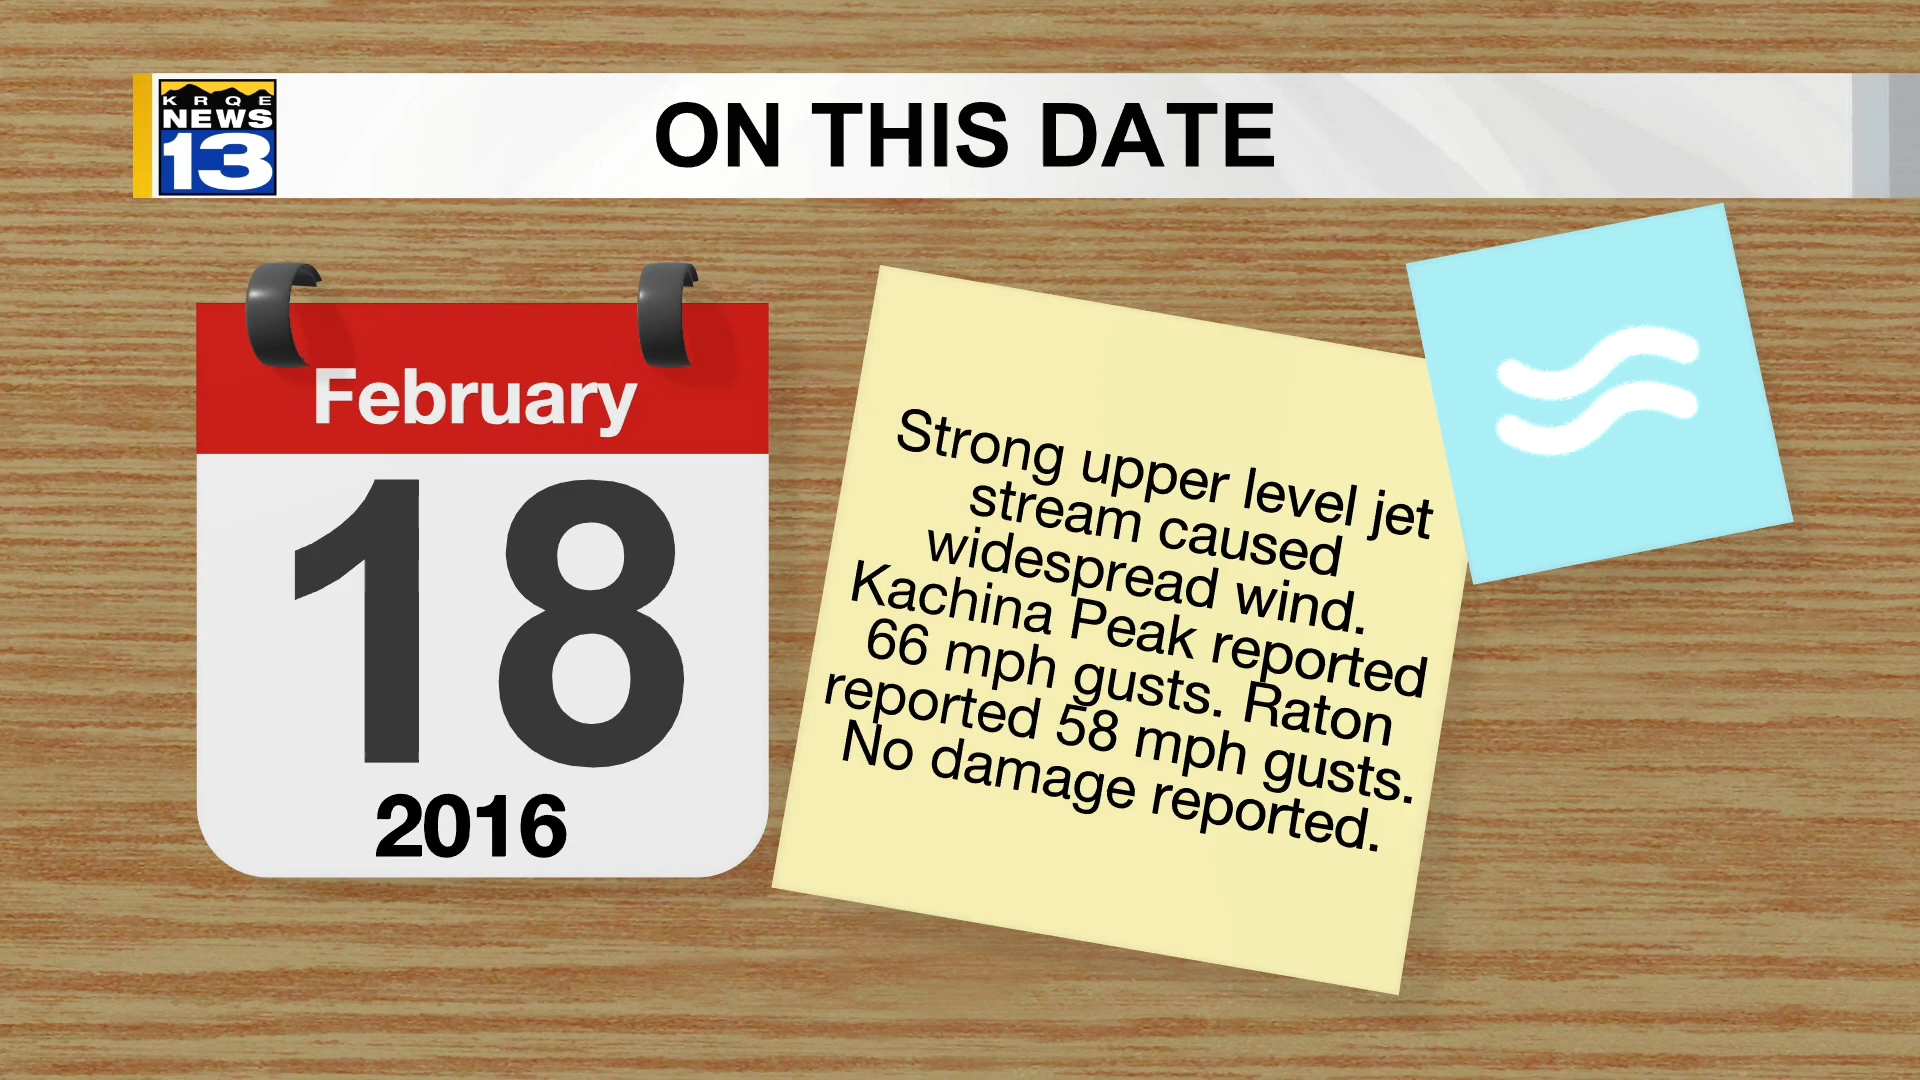 KRQE
NEWS
13
ON THIS DATE
February
18
2016
Strong upper level jet
stream caused
widespread wind.
Kachina Peak reported
66 mph gusts. Raton
reported 58 mph gusts.
No damage reported.